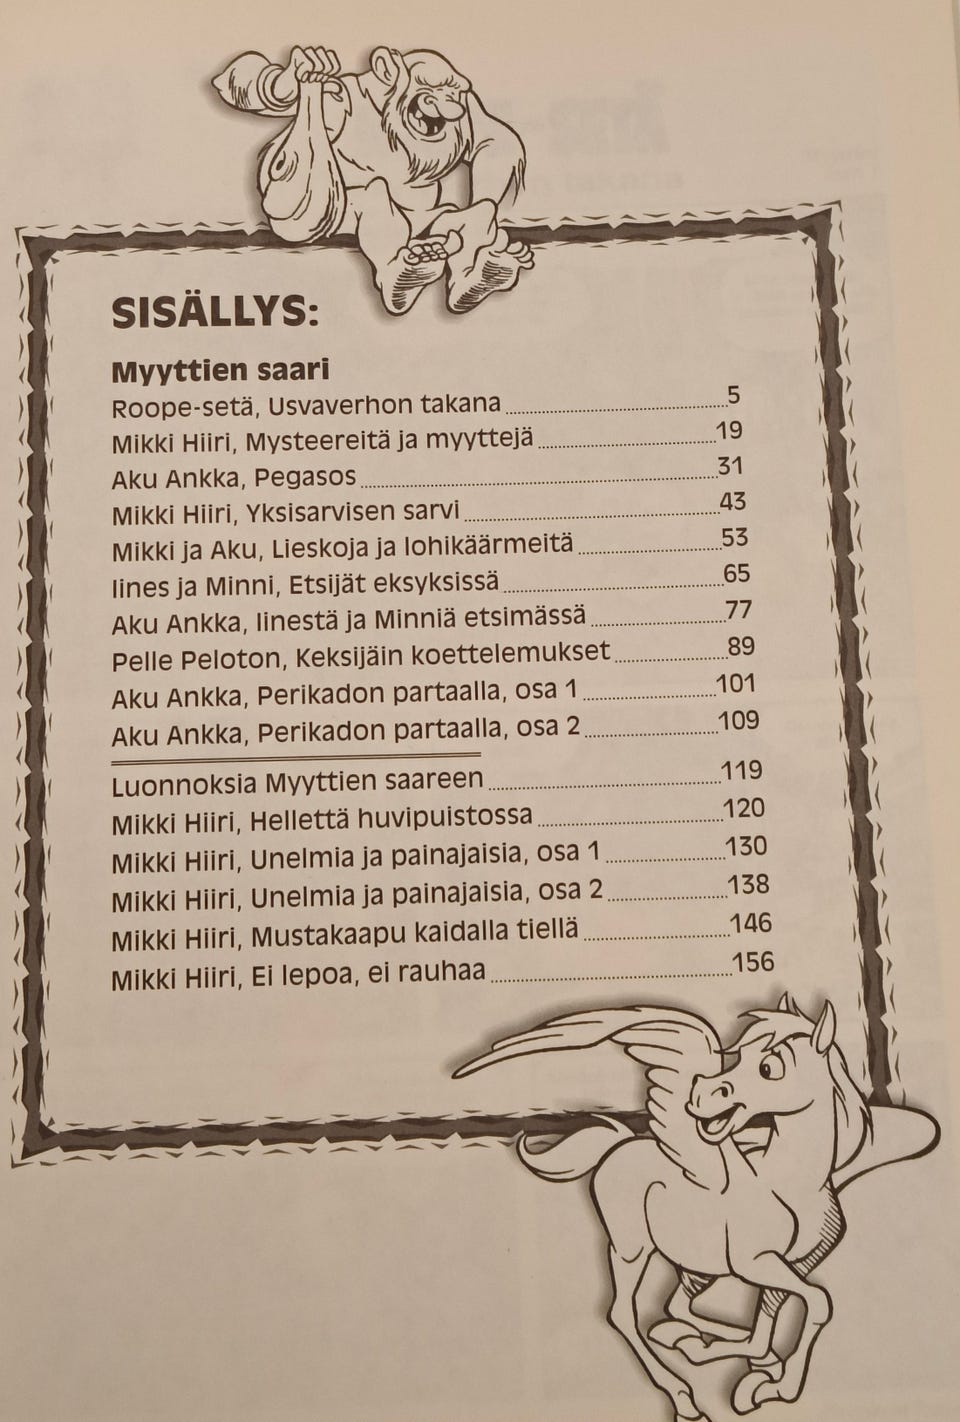 SISÄLLYS:
Myyttien saari
Roope-setä, Usvaverhon takana 5
Mikki Hiiri, Mysteereitä ja myyttejä 19
Aku Ankka, Pegasos 31
Mikki Hiiri, Yksisarvisen sarvi 43
Mikki ja Aku, Lieskoja ja lohikäärmeitä 53
Iines ja Minni, Etsijät eksyksissä 65
Aku Ankka, Iinestä ja Minniä etsimässä 77
Pelle Peloton, Keksijäin koettelemukset 89
Aku Ankka, Perikadon partaalla, osa 1 101
Aku Ankka, Perikadon partaalla, osa 2 109
Luonnoksia Myyttien saareen 119
Mikki Hiiri, Hellettä huvipuistossa 120
Mikki Hiiri, Unelmia ja painajaisia, osa 1 130
Mikki Hiiri, Unelmia ja painajaisia, osa 2 138
Mikki Hiiri, Mustakaapu kaidalla tiellä 146
Mikki Hiiri, Ei lepoa, ei rauhaa 156